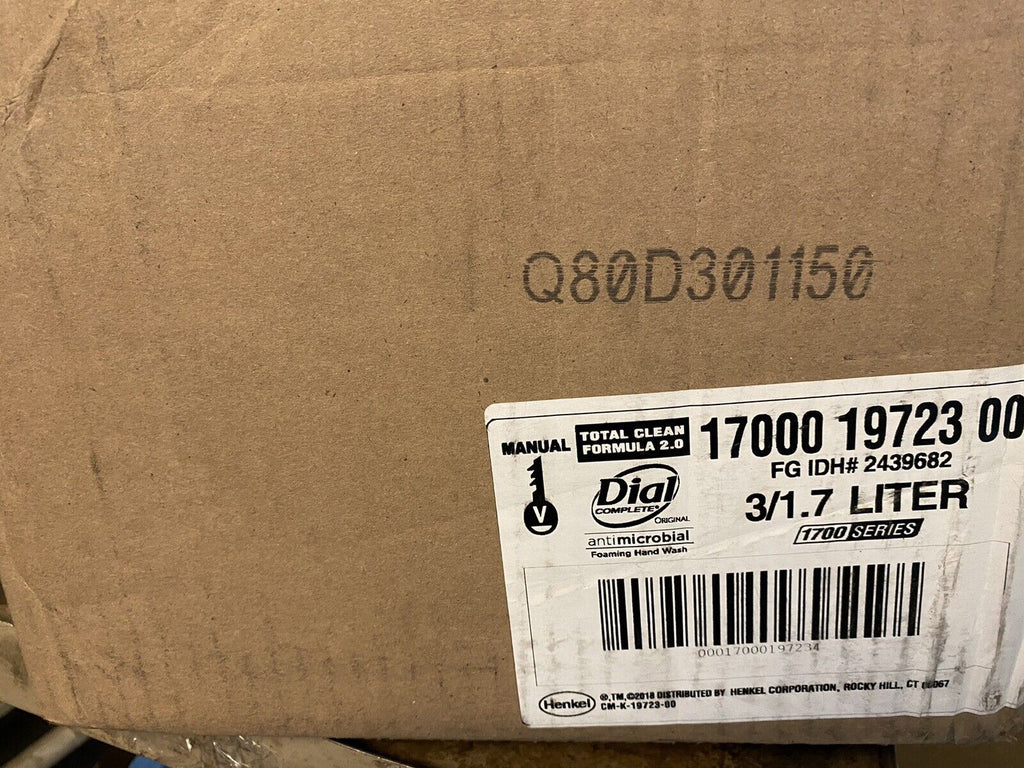 Q80D301150
MANUAL
V
TOTAL CLEAN
FORMULA 2.0
17000 19723 00
FG IDH# 2439682
Dial
COMPLETE®
ORIGINAL
antimicrobial
Foaming Hand Wash
3/1.7 LITER
1700 SERIES
00017000197234
Henkel
®,TM,©2018 DISTRIBUTED BY HENKEL CORPORATION, ROCKY HILL, CT
CM-K-19723-00